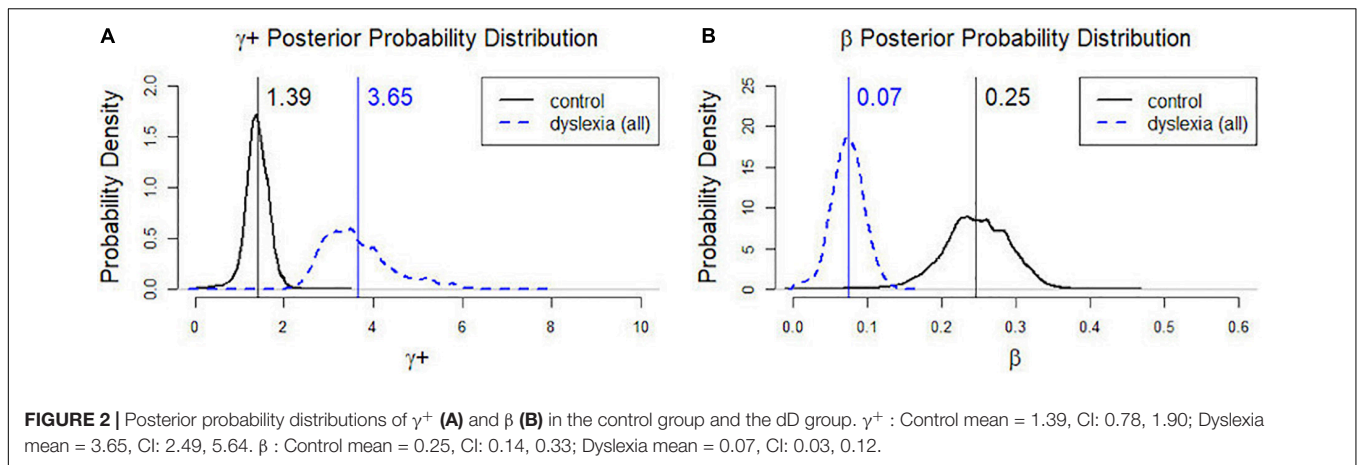 A
γ+ Posterior Probability Distribution
Probability Density
0.0 0.5 1.0 1.5 2.0
1.39
3.65
control
dyslexia (all)
0 2 4 6 8 10
γ+
B
β Posterior Probability Distribution
Probability Density
0 5 10 15 20 25
0.07
0.25
control
dyslexia (all)
0.0 0.1 0.2 0.3 0.4 0.5 0.6
β
FIGURE 2 | Posterior probability distributions of γ+ (A) and β (B) in the control group and the dD group. γ+ : Control mean = 1.39, CI: 0.78, 1.90; Dyslexia
mean = 3.65, CI: 2.49, 5.64. β : Control mean = 0.25, CI: 0.14, 0.33; Dyslexia mean = 0.07, CI: 0.03, 0.12.